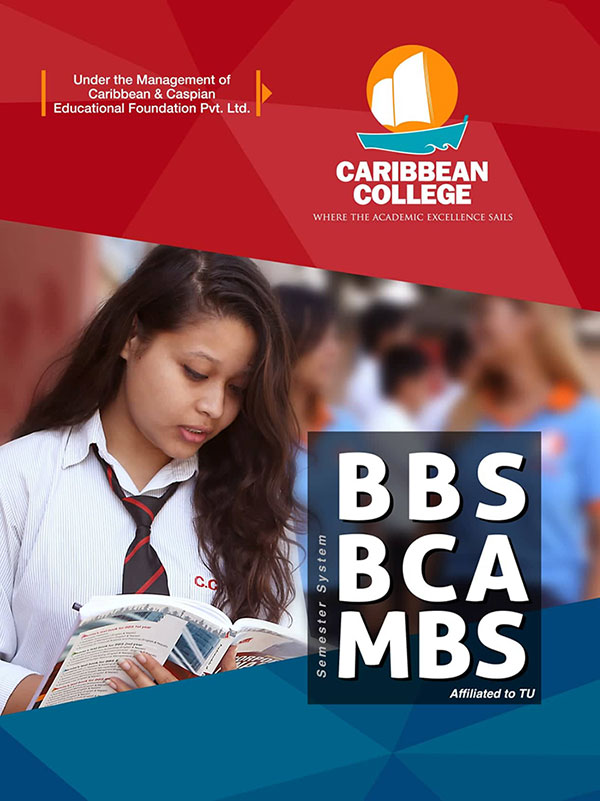 Under the Management of
Caribbean & Caspian
Educational Foundation Pvt. Ltd.
CARIBBEAN
COLLEGE
WHERE THE ACADEMIC EXCELLENCE SAILS
C.C
BBS
BCA
MBS
Semester System
Affiliated to TU